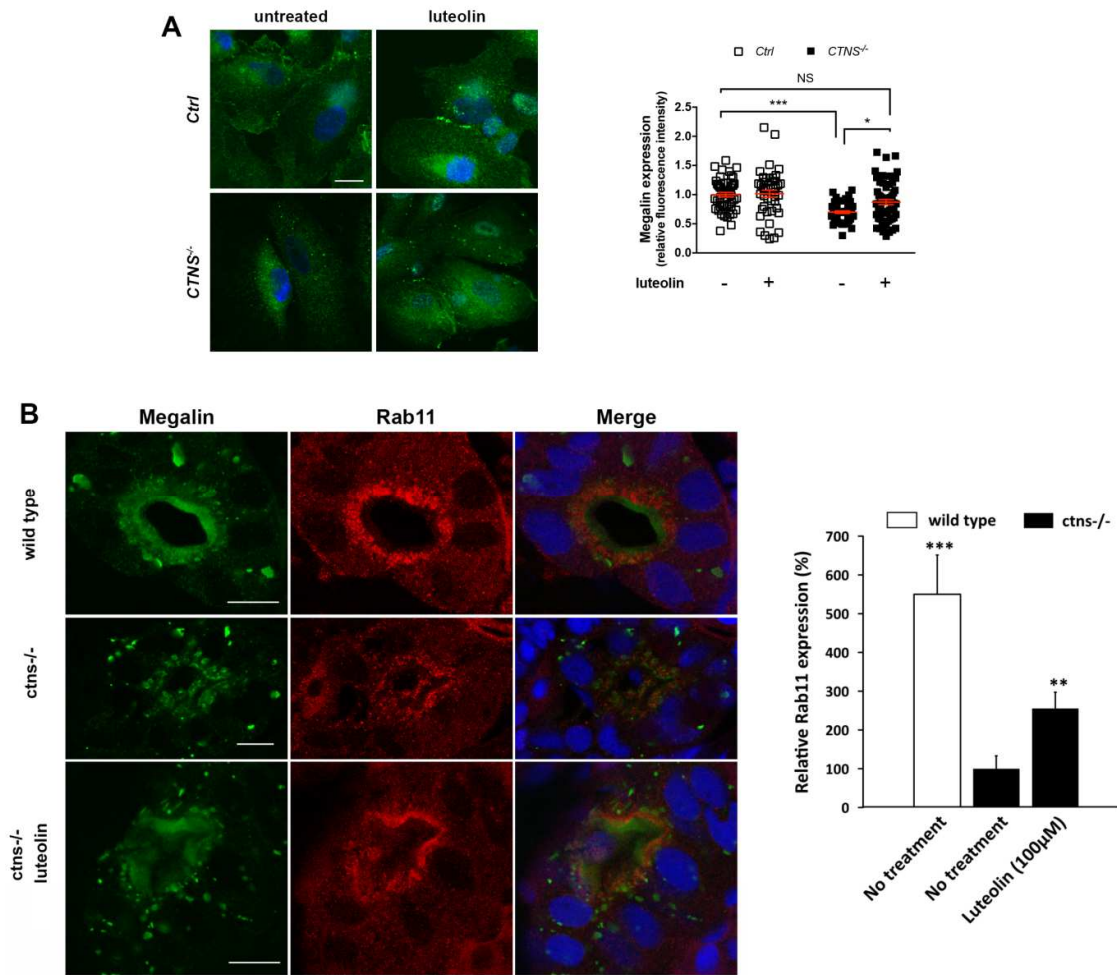 A
untreated
luteolin
Ctrl
CTNS-/-
Ctrl
CTNS-/-
NS
***
*
Megalin expression
(relative fluorescence intensity)
2.5
2.0
1.5
1.0
0.5
0.0
luteolin
-
+
-
+
B
Megalin
Rab11
Merge
wild type
ctns-/-
ctns-/-
luteolin
wild type
ctns-/-
Relative Rab11 expression (%)
700
600
500
400
300
200
100
0
***
**
No treatment
No treatment
Luteolin (100µM)